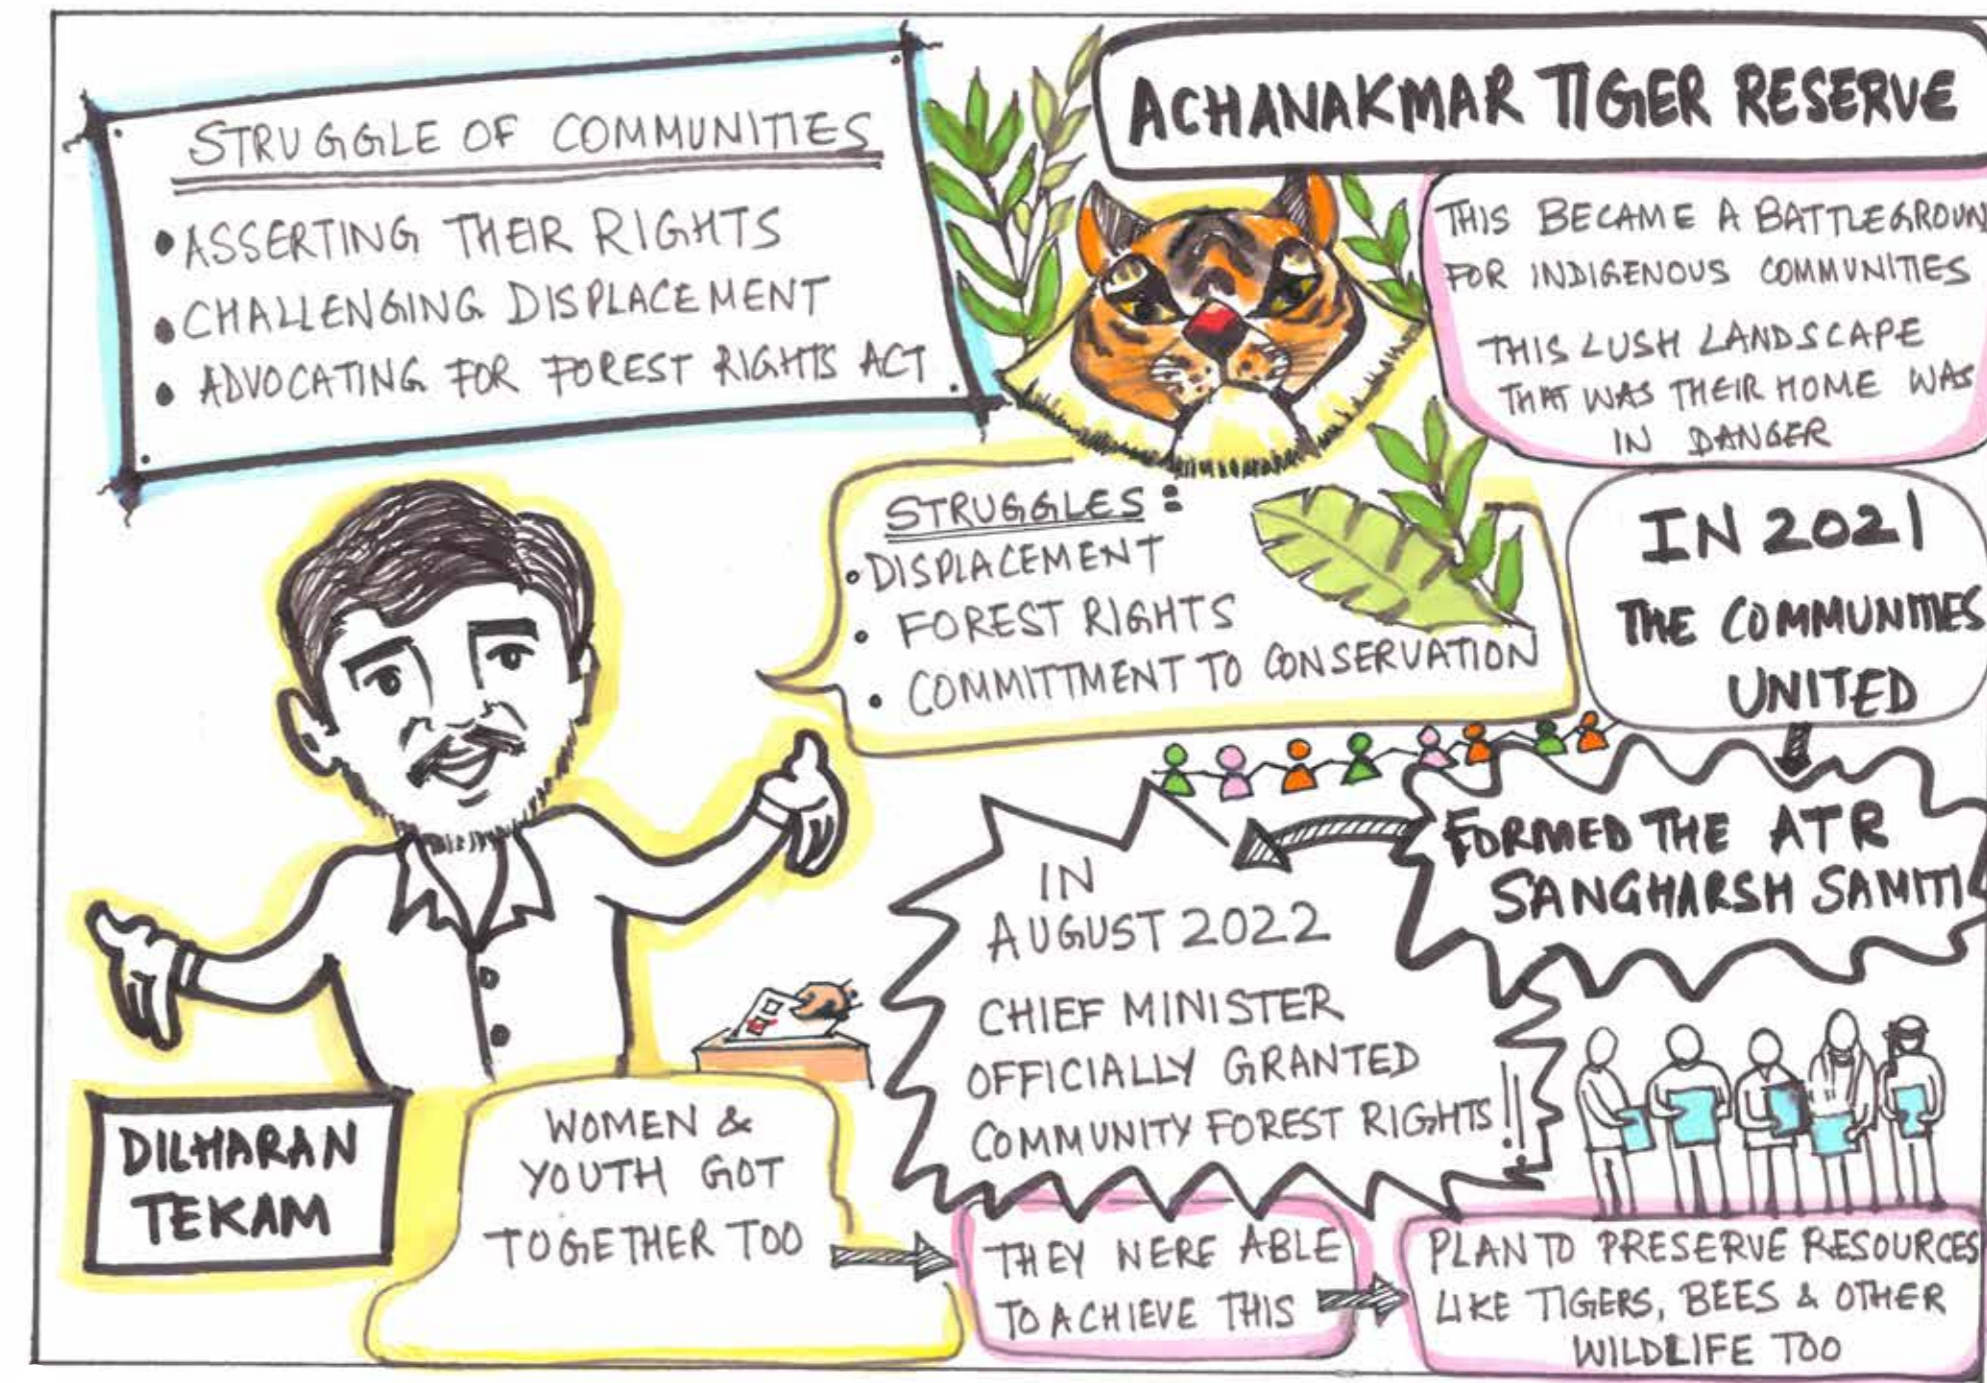 STRUGGLE OF COMMUNITIES
• ASSERTING THEIR RIGHTS
• CHALLENGING DISPLACEMENT
• ADVOCATING FOR FOREST RIGHTS ACT
ACHANAKMAR TIGER RESERVE
THIS BECAME A BATTLEGROUN
FOR INDIGENOUS COMMUNITIES
THIS LUSH LANDSCAPE
THAT WAS THEIR HOME WAS
IN DANGER
STRUGGLES:
• DISPLACEMENT
• FOREST RIGHTS
• COMMITTMENT TO CONSERVATION
IN 2021
THE COMMUNITIES
UNITED
FORMED THE ATR
SANGHARSH SAMITI
IN
AUGUST 2022
CHIEF MINISTER
OFFICIALLY GRANTED
COMMUNITY FOREST RIGHTS!!
DILHARAN
TEKAM
WOMEN &
YOUTH GOT
TOGETHER TOO
THEY WERE ABLE
TO ACHIEVE THIS
PLAN TO PRESERVE RESOURCES
LIKE TIGERS, BEES & OTHER
WILDLIFE TOO